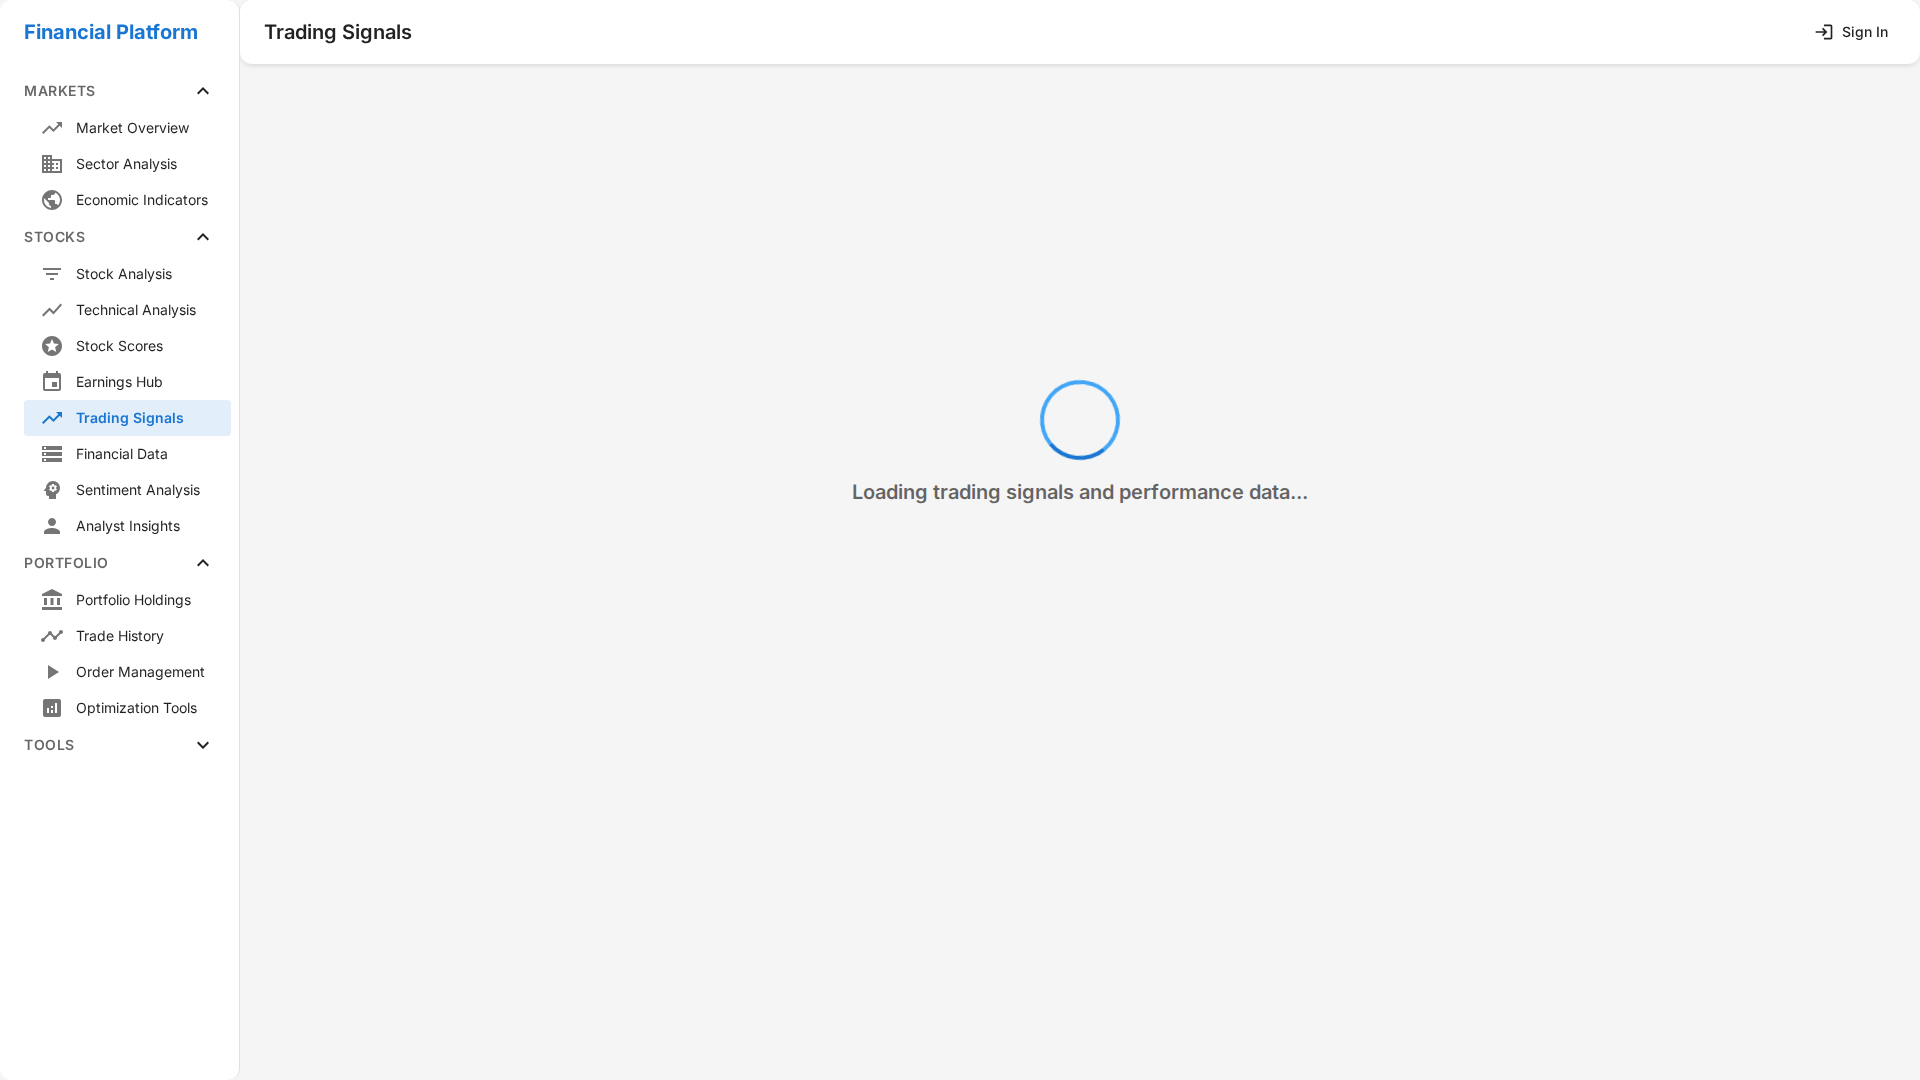 Financial Platform
MARKETS
Market Overview
Sector Analysis
Economic Indicators
STOCKS
Stock Analysis
Technical Analysis
Stock Scores
Earnings Hub
Trading Signals
Financial Data
Sentiment Analysis
Analyst Insights
PORTFOLIO
Portfolio Holdings
Trade History
Order Management
Optimization Tools
TOOLS
Trading Signals
Sign In
Loading trading signals and performance data...